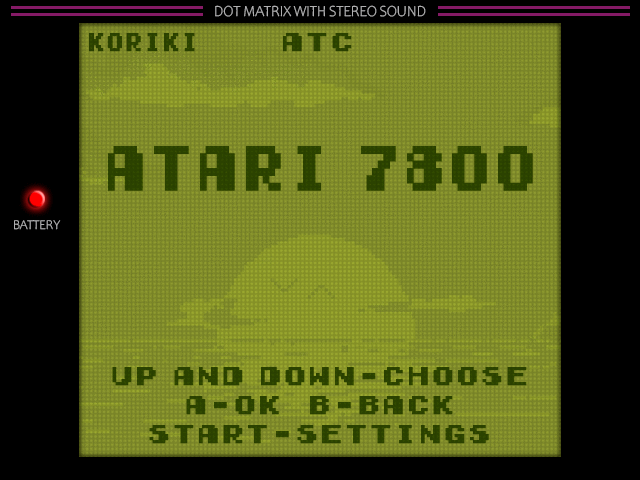 DOT MATRIX WITH STEREO SOUND
KORIKI ATC
ATARI 7800
BATTERY
UP AND DOWN-CHOOSE
A-OK B-BACK
START-SETTINGS